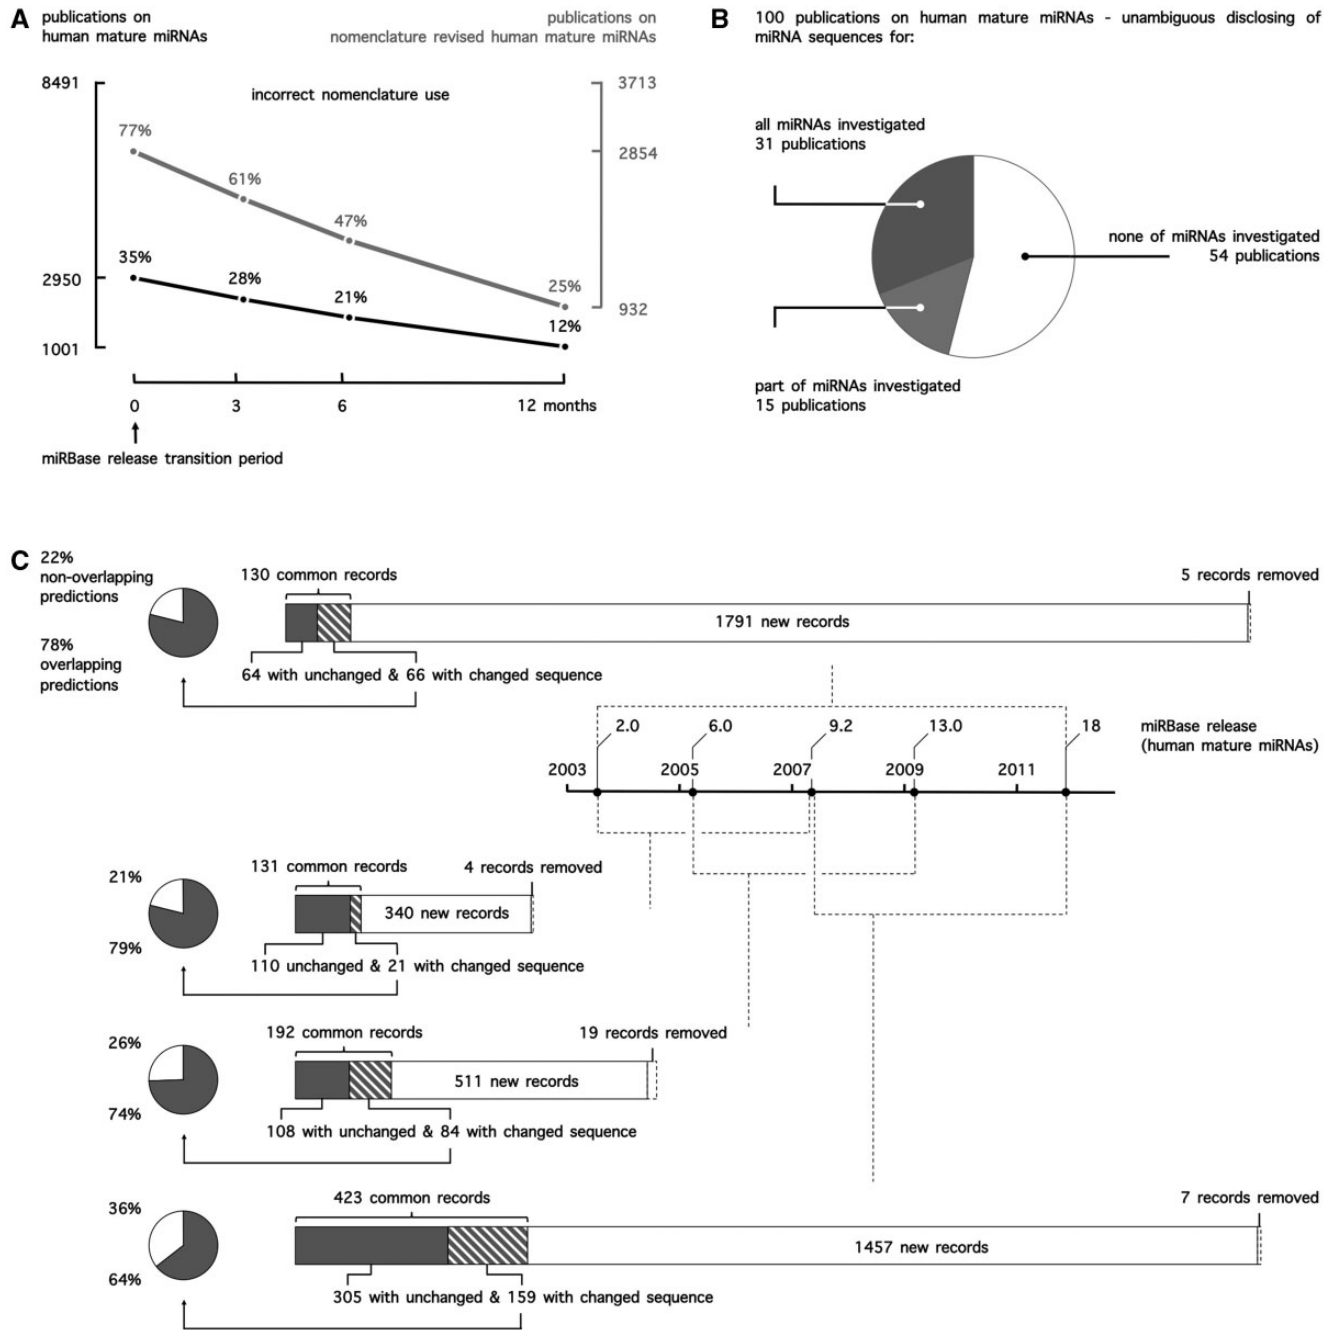 A
publications on
human mature miRNAs
publications on
nomenclature revised human mature miRNAs
8491
2950
1001
incorrect nomenclature use
3713
2854
932
77%
61%
47%
25%
35%
28%
21%
12%
0
3
6
12 months
miRBase release transition period
B
100 publications on human mature miRNAs - unambiguous disclosing of
miRNA sequences for:
all miRNAs investigated
31 publications
none of miRNAs investigated
54 publications
part of miRNAs investigated
15 publications
C
22%
non-overlapping
predictions
78%
overlapping
predictions
130 common records
5 records removed
1791 new records
64 with unchanged & 66 with changed sequence
2.0
6.0
9.2
13.0
18
miRBase release
(human mature miRNAs)
2003
2005
2007
2009
2011
21%
79%
131 common records
4 records removed
340 new records
110 unchanged & 21 with changed sequence
26%
74%
192 common records
19 records removed
511 new records
108 with unchanged & 84 with changed sequence
36%
64%
423 common records
7 records removed
1457 new records
305 with unchanged & 159 with changed sequence